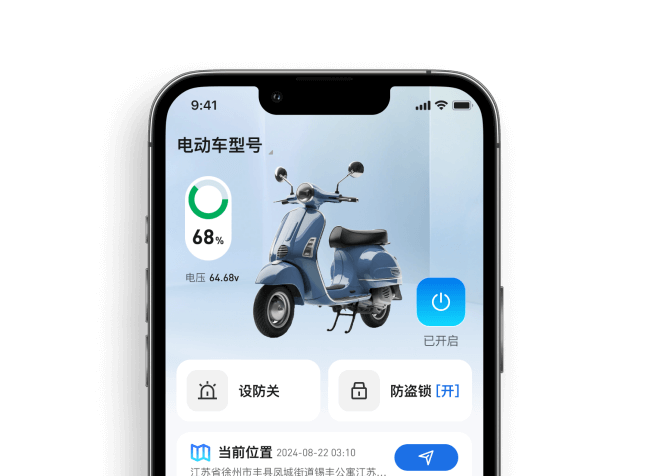 9:41
电动车型号
68%
电压 64.68v
已开启
设防关
防盗锁 [开]
当前位置 2024-08-22 03:10
江苏省徐州市丰县凤城街道锡丰公寓江苏...